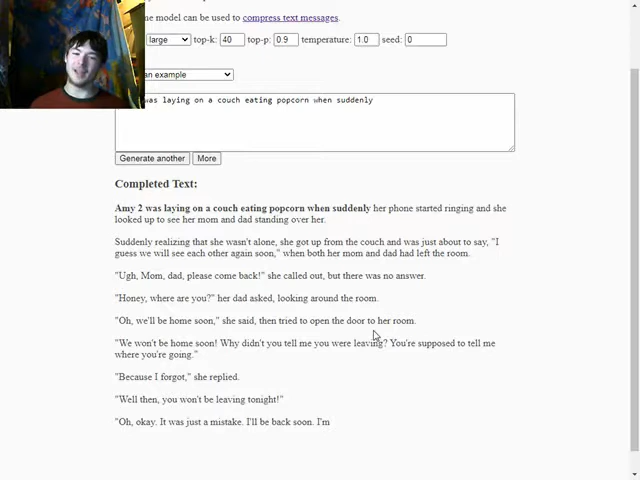 ne model can be used to compress text messages.
large top-k: 40 top-p: 0.9 temperature: 1.0 seed: 0
an example
was laying on a couch eating popcorn when suddenly
Generate another More
Completed Text:
Amy 2 was laying on a couch eating popcorn when suddenly her phone started ringing and she
looked up to see her mom and dad standing over her.
Suddenly realizing that she wasn't alone, she got up from the couch and was just about to say, "I
guess we will see each other again soon," when both her mom and dad had left the room.
"Ugh, Mom, dad, please come back!" she called out, but there was no answer.
"Honey, where are you?" her dad asked, looking around the room.
"Oh, we'll be home soon," she said, then tried to open the door to her room.
"We won't be home soon! Why didn't you tell me you were leaving? You're supposed to tell me
where you're going."
"Because I forgot," she replied.
"Well then, you won't be leaving tonight!"
"Oh, okay. It was just a mistake. I'll be back soon. I'm